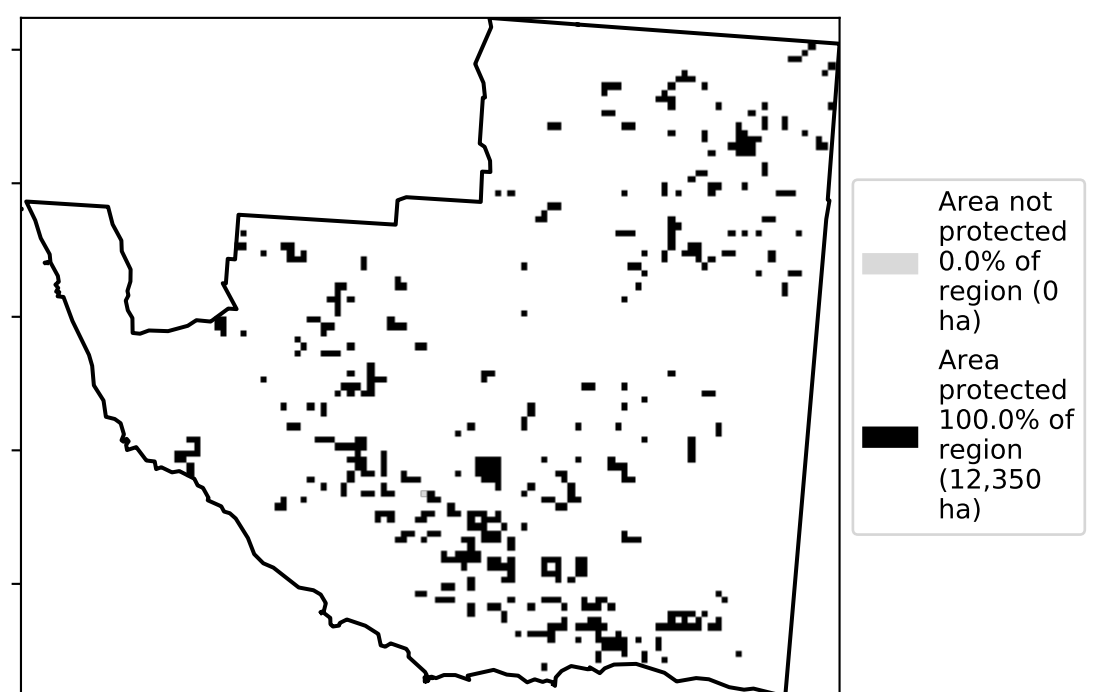 Area not
protected
0.0% of
region (0
ha)
Area
protected
100.0% of
region
(12,350
ha)